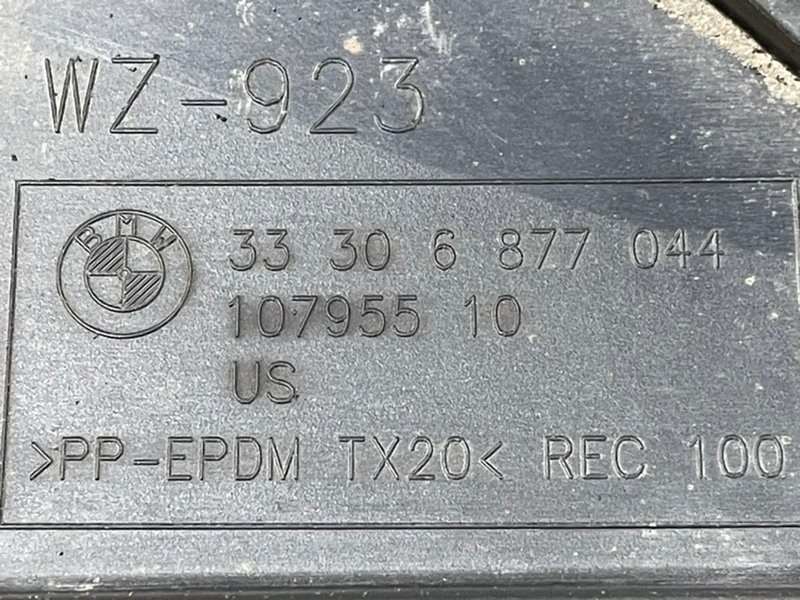 WZ-923
BMW
33 30 6 877 044
107955 10
US
>PP-EPDM TX20< REC 100